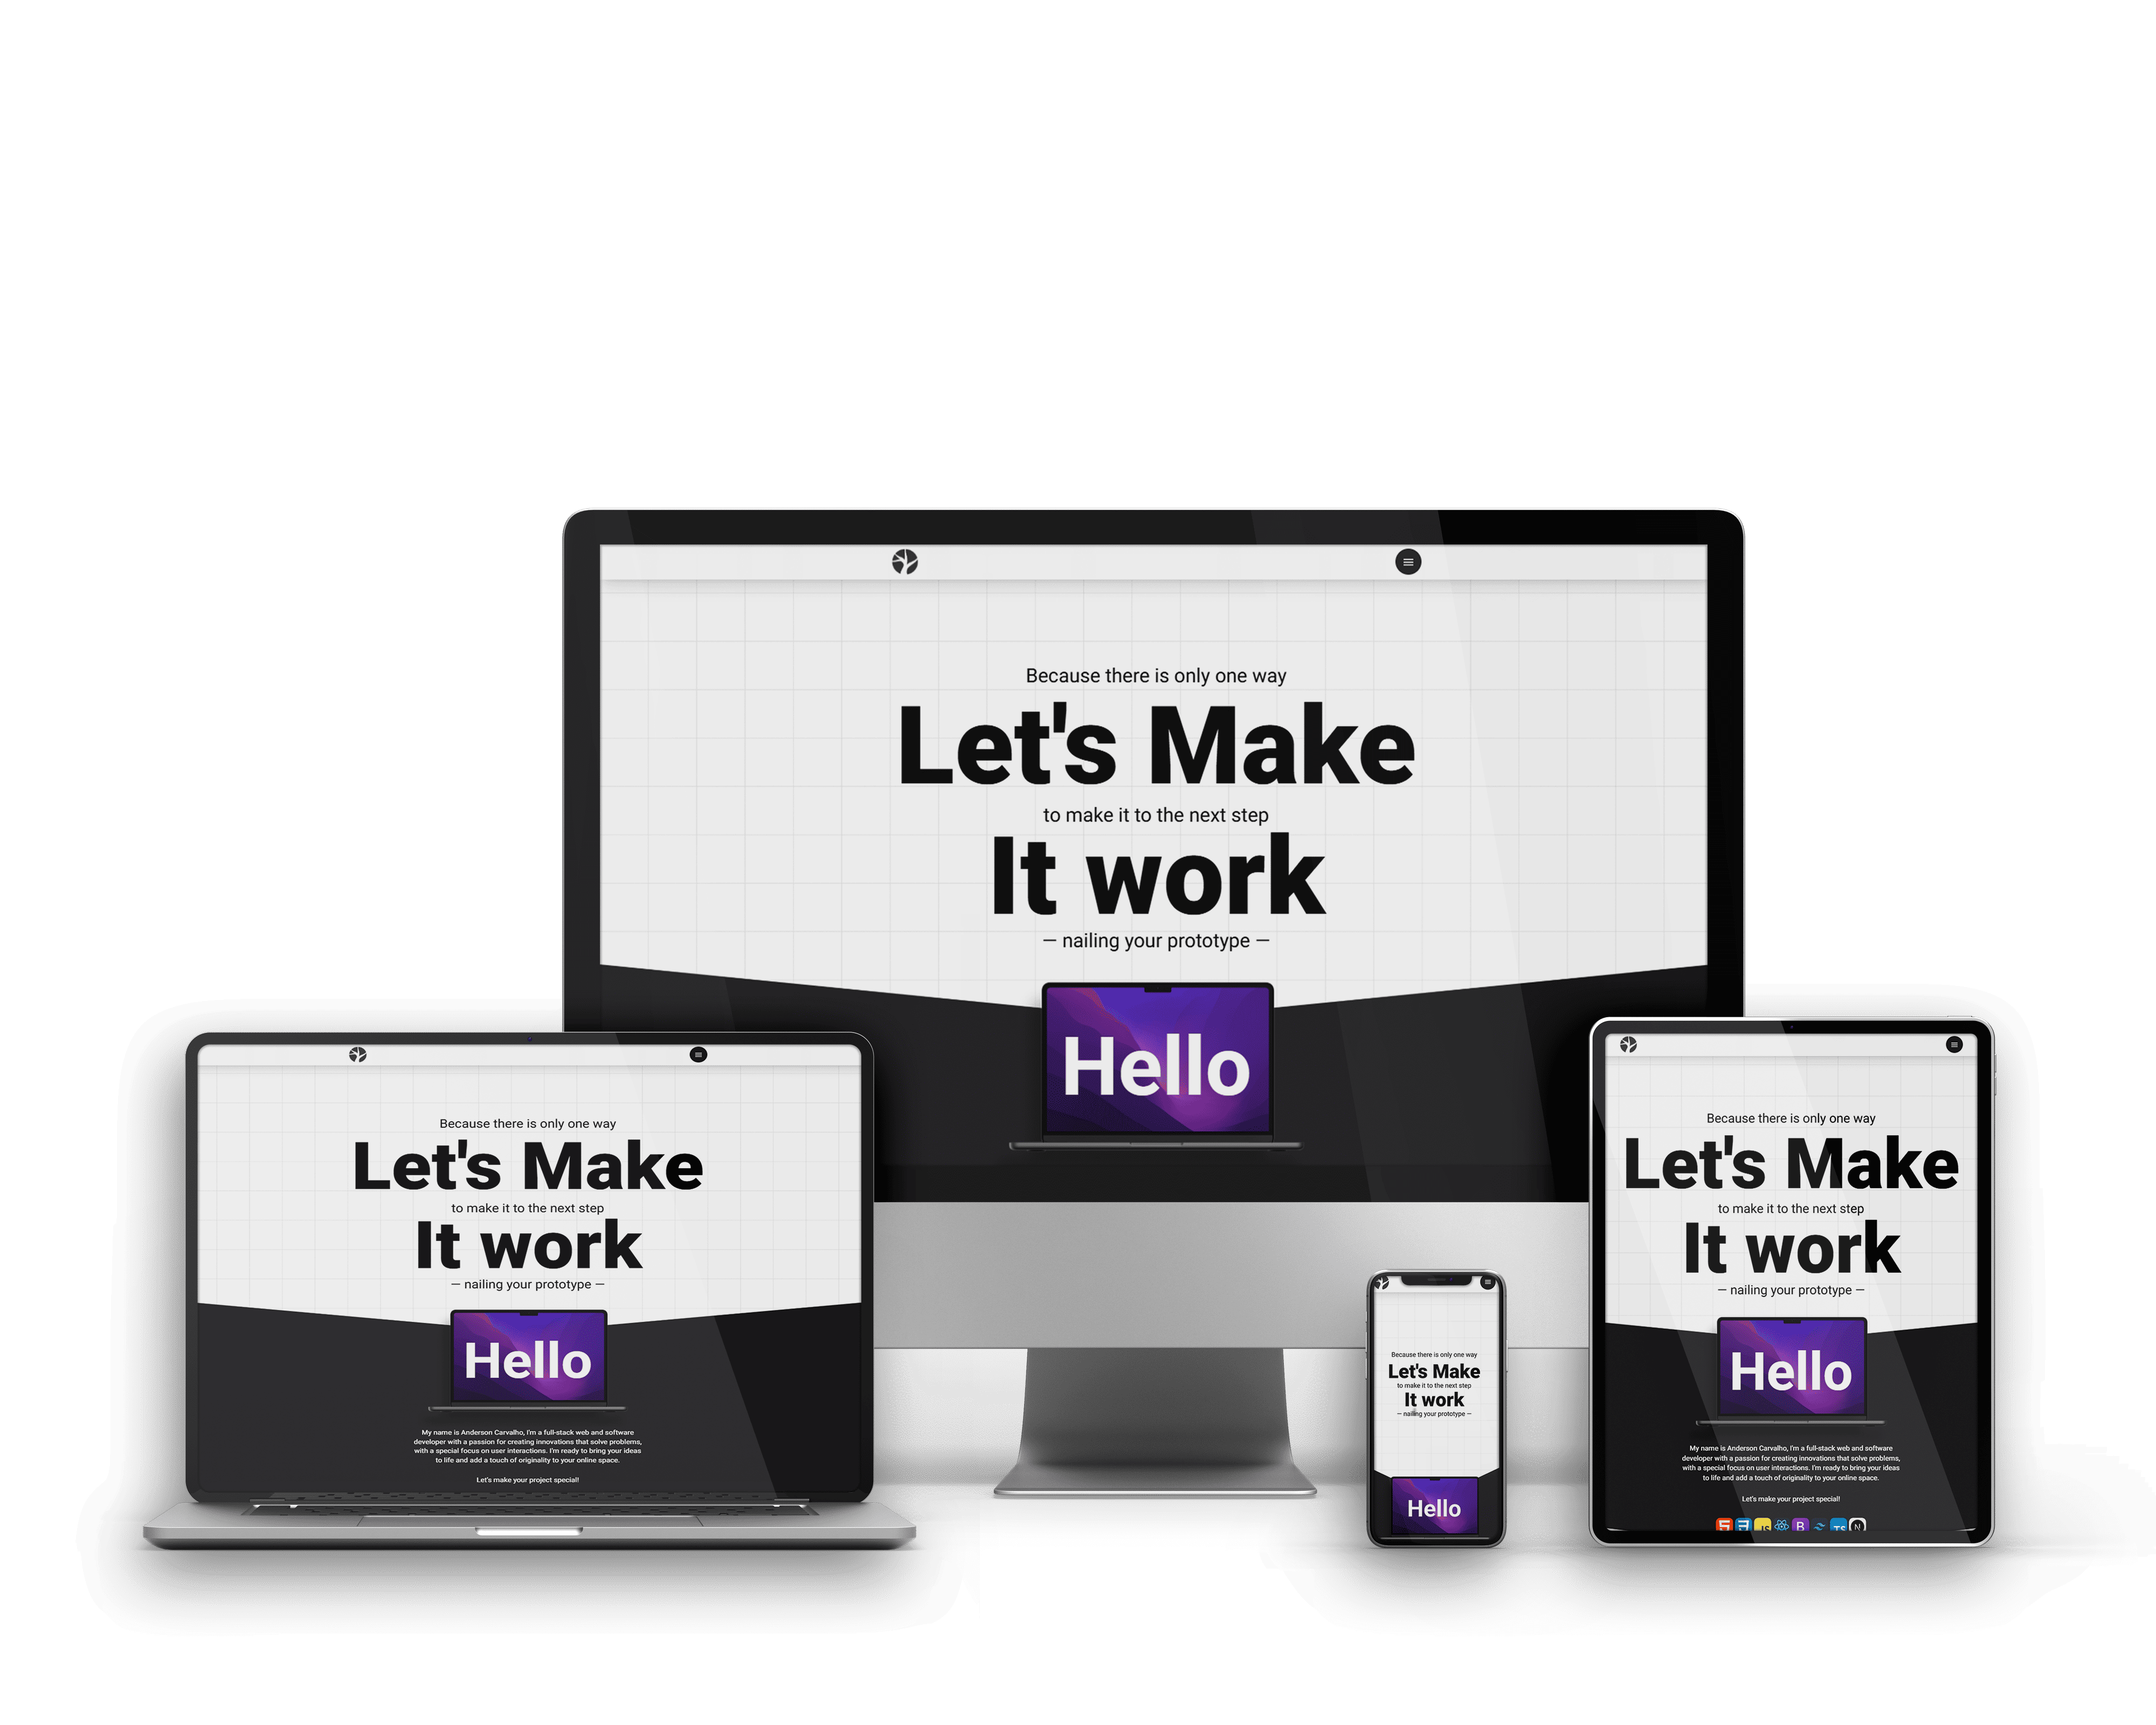 Because there is only one way
Let's Make
to make it to the next step
It work
— nailing your prototype —
Hello
Because there is only one way
Let's Make
to make it to the next step
It work
— nailing your prototype —
Hello
My name is Anderson Carvalho, I'm a full-stack web and software
developer with a passion for creating innovations that solve problems,
with a special focus on user interactions. I'm ready to bring your ideas
to life and add a touch of originality to your online space.
Let's make your project special!
Because there is only one way
Let's Make
to make it to the next step
It work
— nailing your prototype —
Hello
Because there is only one way
Let's Make
to make it to the next step
It work
— nailing your prototype —
Hello
My name is Anderson Carvalho, I'm a full-stack web and software
developer with a passion for creating innovations that solve problems,
with a special focus on user interactions. I'm ready to bring your ideas
to life and add a touch of originality to your online space.
Let's make your project special!
JS B TS N